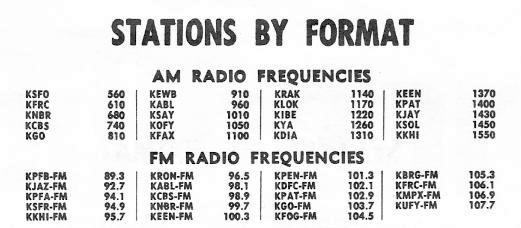 STATIONS BY FORMAT
AM RADIO FREQUENCIES
KSFO 560 KEWB 910 KRAK 1140 KEEN 1370
KFRC 610 KABL 960 KLOK 1170 KPAT 1400
KNBR 680 KSAY 1010 KIBE 1220 KJAY 1430
KCBS 740 KOFY 1050 KYA 1260 KSOL 1450
KGO 810 KFAX 1100 KDIA 1310 KKHI 1550
FM RADIO FREQUENCIES
KPFB-FM 89.3 KRON-FM 96.5 KPEN-FM 101.3 KBRG-FM 105.3
KJAZ-FM 92.7 KABL-FM 98.1 KDFC-FM 102.1 KFRC-FM 106.1
KPFA-FM 94.1 KCBS-FM 98.9 KPAT-FM 102.9 KMPX-FM 106.9
KSFR-FM 94.9 KNBR-FM 99.7 KGO-FM 103.7 KUFY-FM 107.7
KKHI-FM 95.7 KEEN-FM 100.3 KFOG-FM 104.5